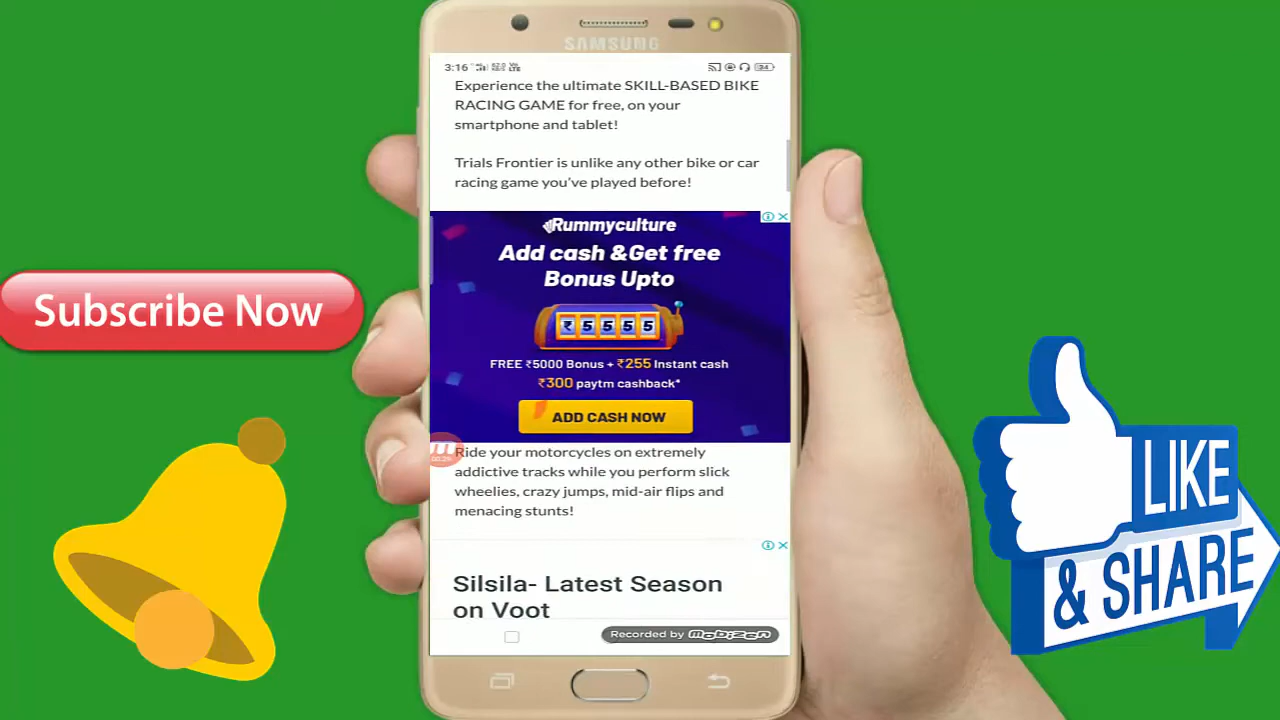 SAMSUNG
3:16
Experience the ultimate SKILL-BASED BIKE
RACING GAME for free, on your
smartphone and tablet!
Trials Frontier is unlike any other bike or car
racing game you've played before!
Rummyculture
Add cash &Get free
Bonus Upto
₹ 5 5 5 5
FREE ₹5000 Bonus + ₹255 Instant cash
₹300 paytm cashback*
ADD CASH NOW
Ride your motorcycles on extremely
addictive tracks while you perform slick
wheelies, crazy jumps, mid-air flips and
menacing stunts!
Silsila- Latest Season
on Voot
Recorded by mobizen
Subscribe Now
LIKE
& SHARE